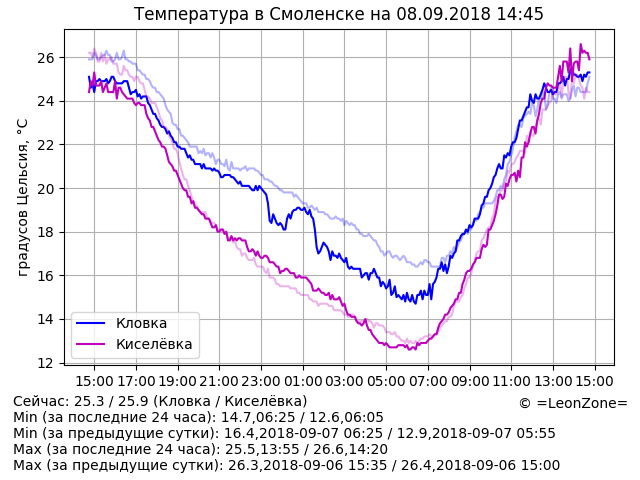 Температура в Смоленске на 08.09.2018 14:45
градусов Цельсия, °C
26
24
22
20
18
16
14
12
Кловка
Киселёвка
15:00 17:00 19:00 21:00 23:00 01:00 03:00 05:00 07:00 09:00 11:00 13:00 15:00
Сейчас: 25.3 / 25.9 (Кловка / Киселёвка)
© =LeonZone=
Min (за последние 24 часа): 14.7,06:25 / 12.6,06:05
Min (за предыдущие сутки): 16.4,2018-09-07 06:25 / 12.9,2018-09-07 05:55
Max (за последние 24 часа): 25.5,13:55 / 26.6,14:20
Max (за предыдущие сутки): 26.3,2018-09-06 15:35 / 26.4,2018-09-06 15:00